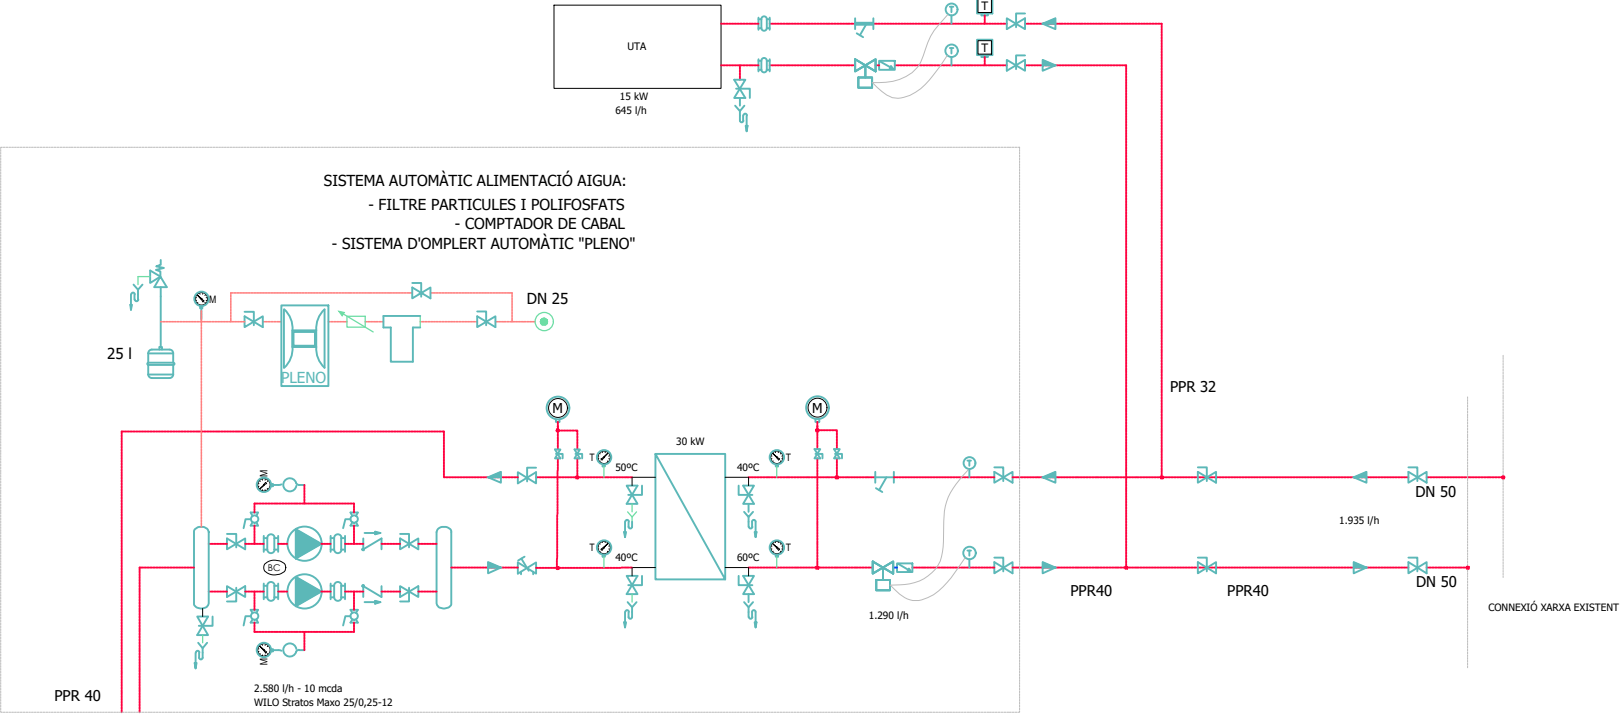 T
T
UTA
T
T
15 kW
645 l/h
SISTEMA AUTOMÀTIC ALIMENTACIÓ AIGUA:
- FILTRE PARTICULES I POLIFOSFATS
- COMPTADOR DE CABAL
- SISTEMA D'OMPLERT AUTOMÀTIC "PLENO"
M
DN 25
25 l
PLENO
PPR 32
M
M
30 kW
T
50ºC
40ºC
T
T
M
DN 50
1.935 l/h
T
40ºC
60ºC
T
T
BC
DN 50
PPR40
PPR40
CONNEXIÓ XARXA EXISTENT
1.290 l/h
M
2.580 l/h - 10 mcda
WILO Stratos Maxo 25/0,25-12
PPR 40